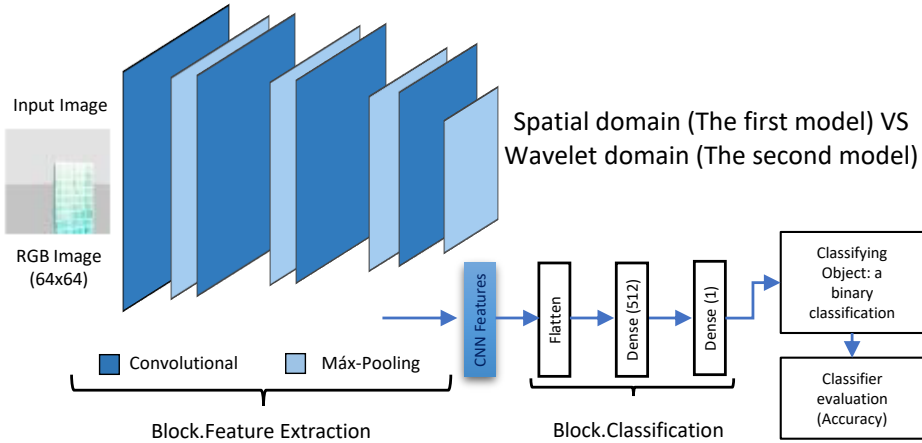 Input Image
RGB Image
(64x64)
Spatial domain (The first model) VS
Wavelet domain (The second model)
Convolutional
Máx-Pooling
Block.Feature Extraction
CNN Features
Flatten
Dense (512)
Dense (1)
Block.Classification
Classifying
Object: a
binary
classification
Classifier
evaluation
(Accuracy)